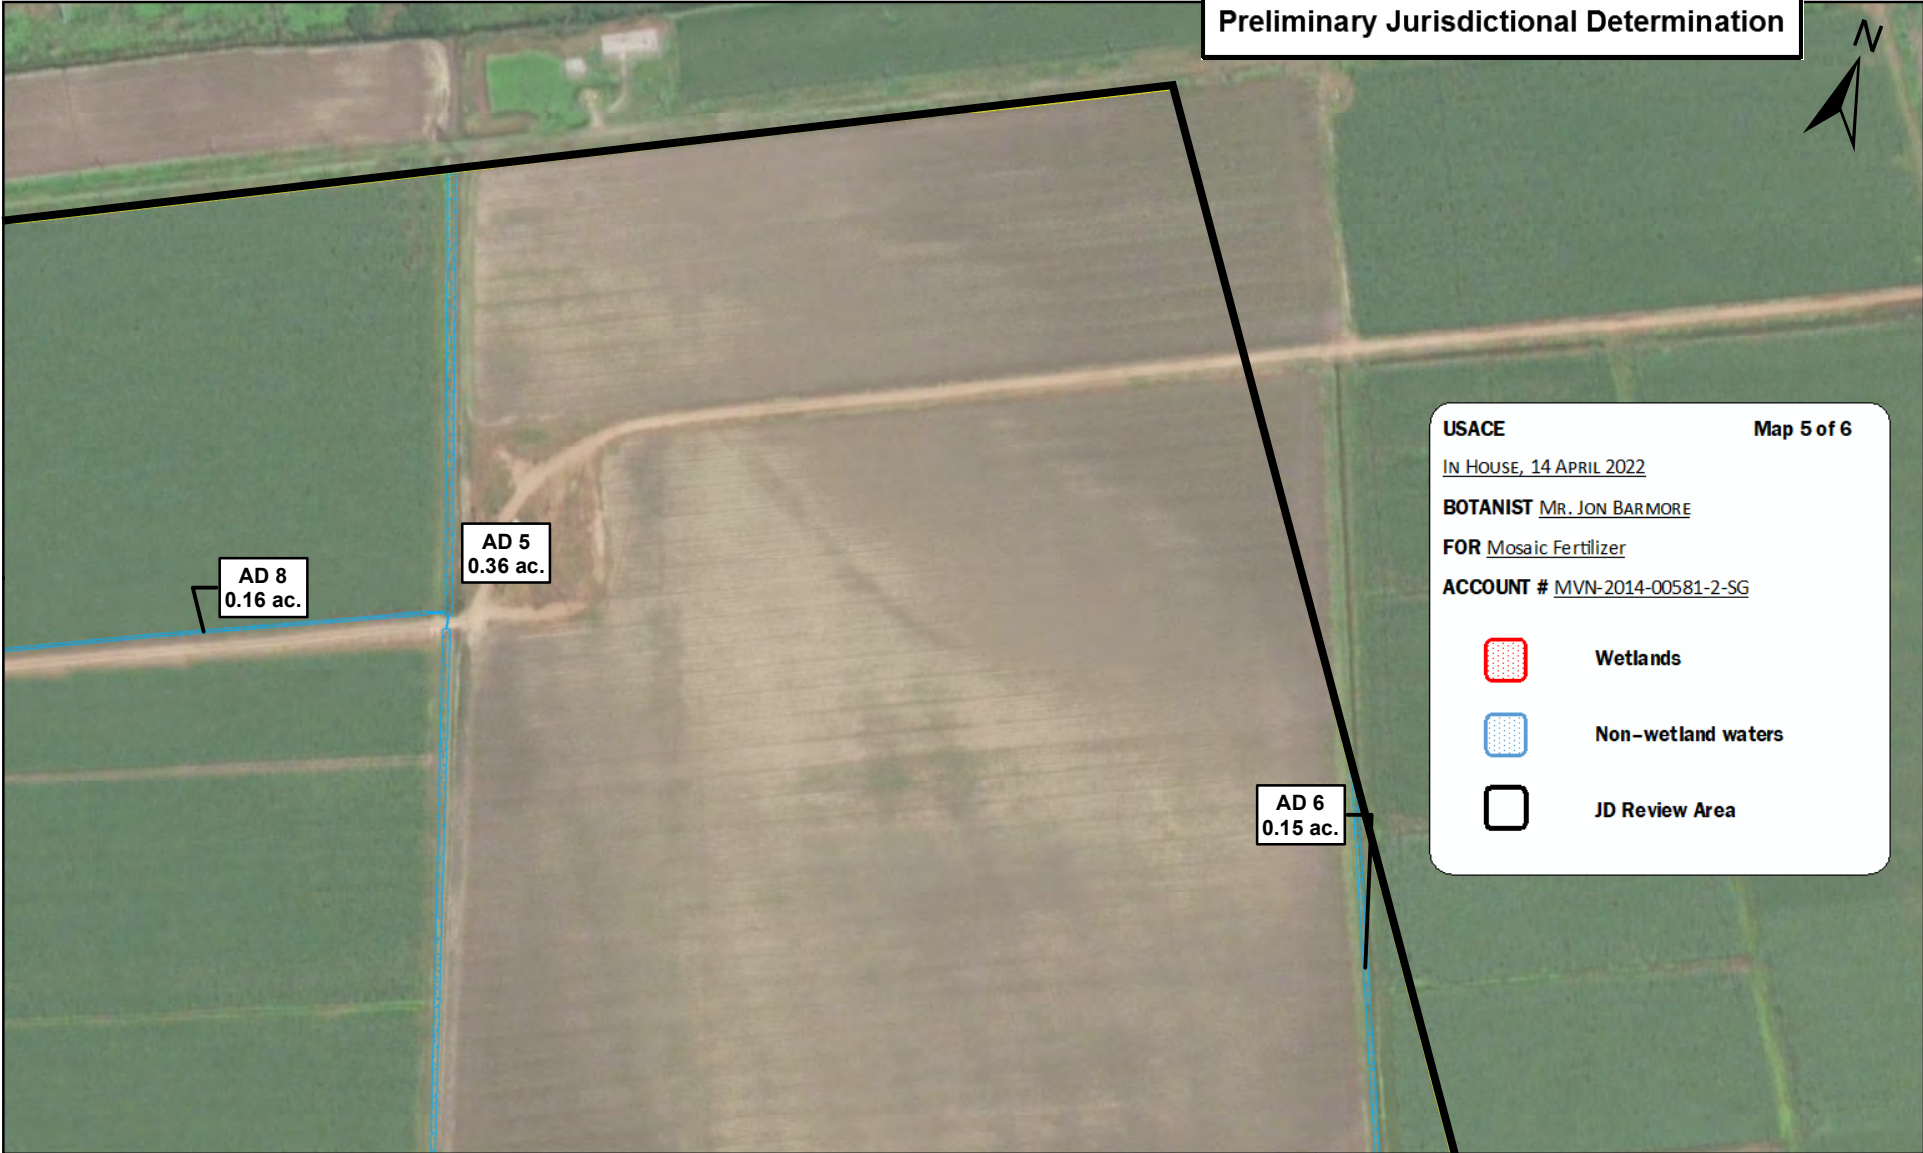 Preliminary Jurisdictional Determination
N
USACE Map 5 of 6
IN HOUSE, 14 APRIL 2022
BOTANIST MR. JON BARMORE
FOR Mosaic Fertilizer
ACCOUNT # MVN-2014-00581-2-SG
Wetlands
Non-wetland waters
JD Review Area
AD 5
0.36 ac.
AD 8
0.16 ac.
AD 6
0.15 ac.